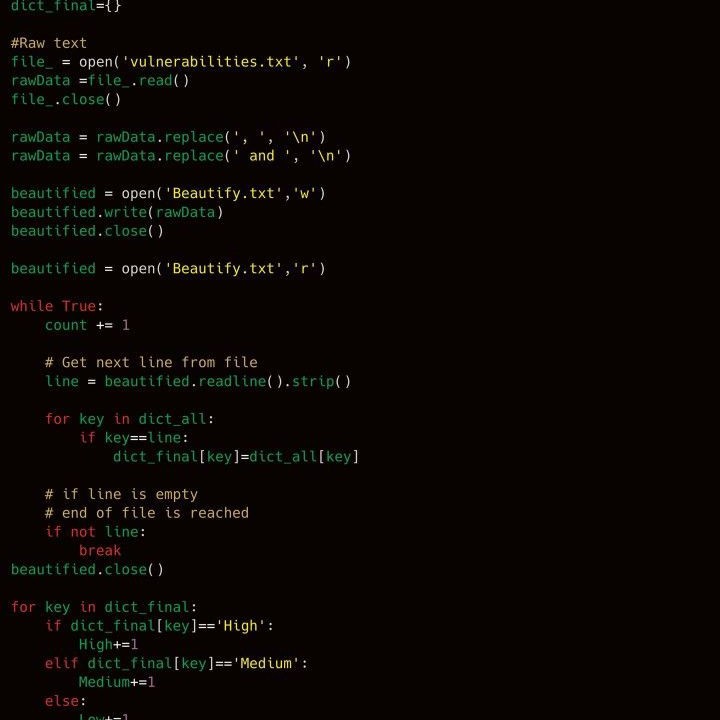 dict_final={}
#Raw text
file_ = open('vulnerabilities.txt', 'r')
rawData =file_.read()
file_.close()
rawData = rawData.replace(', ', '\n')
rawData = rawData.replace(' and ', '\n')
beautified = open('Beautify.txt','w')
beautified.write(rawData)
beautified.close()
beautified = open('Beautify.txt','r')
while True:
    count += 1
    # Get next line from file
    line = beautified.readline().strip()
    for key in dict_all:
        if key==line:
            dict_final[key]=dict_all[key]
    # if line is empty
    # end of file is reached
    if not line:
        break
beautified.close()
for key in dict_final:
    if dict_final[key]=='High':
        High+=1
    elif dict_final[key]=='Medium':
        Medium+=1
    else:
        Low+=1